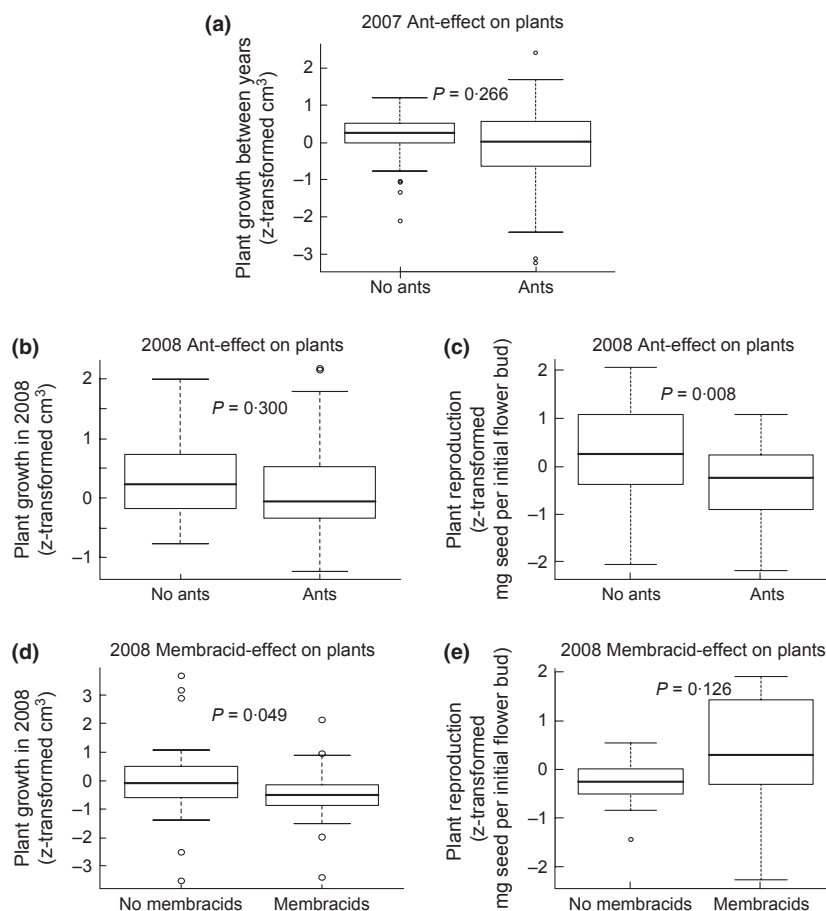 (a)
2007 Ant-effect on plants
Plant growth between years
(z-transformed cm³)
2
1
0
–1
–2
–3
P = 0·266
No ants
Ants
(b)
2008 Ant-effect on plants
Plant growth in 2008
(z-transformed cm³)
2
1
0
–1
P = 0·300
No ants
Ants
(c)
2008 Ant-effect on plants
Plant reproduction
(z-transformed
mg seed per initial flower bud)
2
1
0
–1
–2
P = 0·008
No ants
Ants
(d)
2008 Membracid-effect on plants
Plant growth in 2008
(z-transformed cm³)
3
2
1
0
–1
–2
–3
P = 0·049
No membracids
Membracids
(e)
2008 Membracid-effect on plants
Plant reproduction
(z-transformed
mg seed per initial flower bud)
2
1
0
–1
–2
P = 0·126
No membracids
Membracids